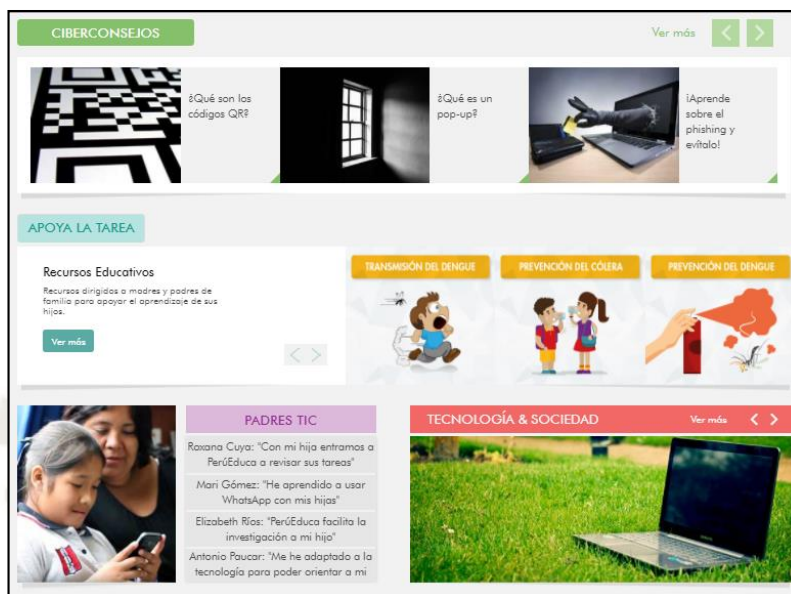 CIBERCONSEJOS
Ver más
¿Qué son los
códigos QR?
¿Qué es un
pop-up?
¡Aprende
sobre el
phishing y
evítalo!
APOYA LA TAREA
Recursos Educativos
Recursos dirigidos a madres y padres de
familia para apoyar el aprendizaje de sus
hijos.
Ver más
TRANSMISIÓN DEL DENGUE
PREVENCIÓN DEL CÓLERA
PREVENCIÓN DEL DENGUE
PADRES TIC
Roxana Cuya: "Con mi hija entramos a
PerúEduca a revisar sus tareas"
Mari Gómez: "He aprendido a usar
WhatsApp con mis hijas"
Elizabeth Ríos: "PerúEduca facilita la
investigación a mi hijo"
Antonio Paucar: "Me he adaptado a la
tecnología para poder orientar a mi
TECNOLOGÍA & SOCIEDAD
Ver más